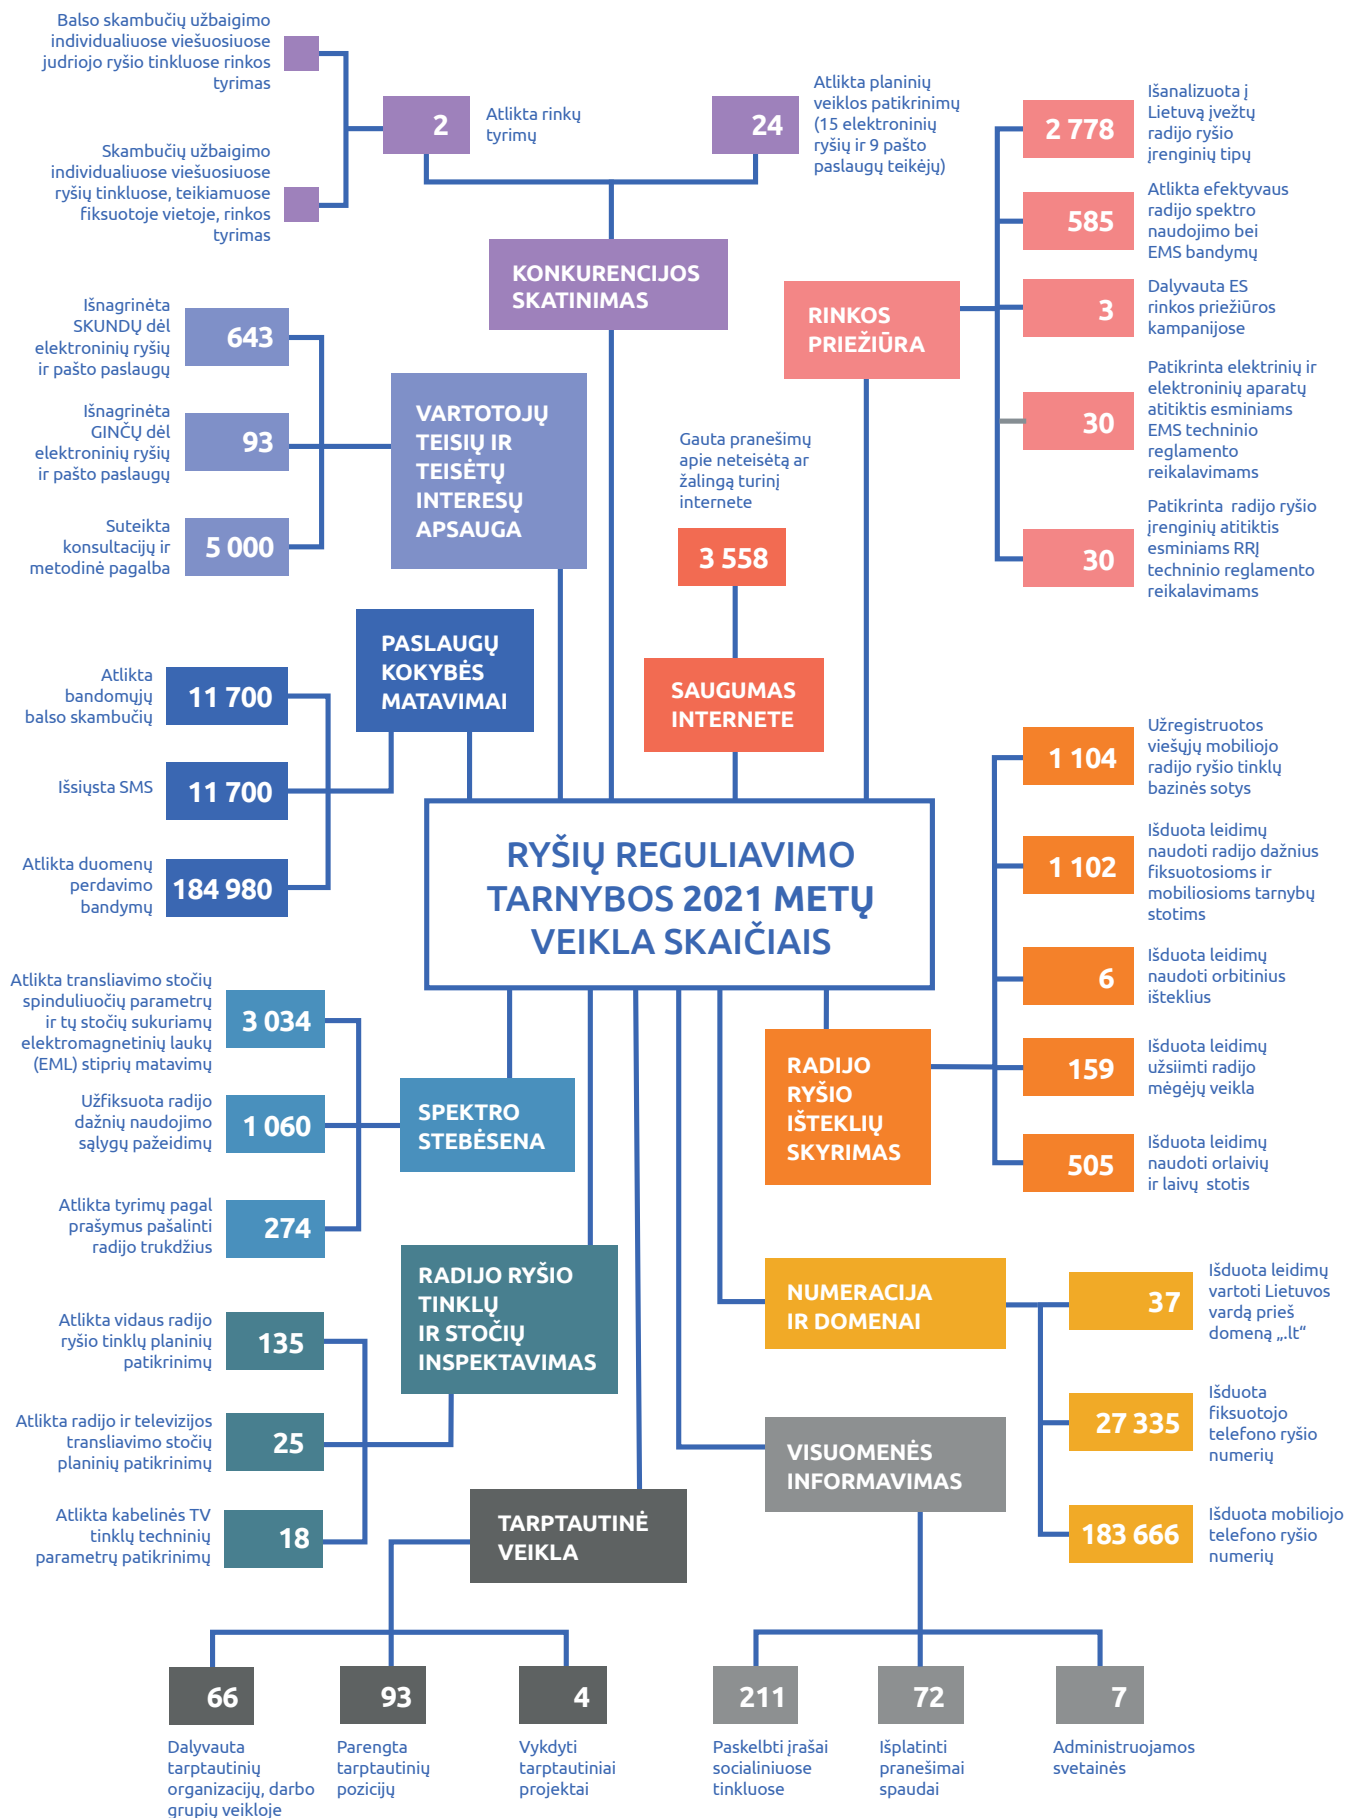 Balso skambučių užbaigimo
individualiuose viešuosiuose
judriojo ryšio tinkluose rinkos
tyrimas
Skambučių užbaigimo
individualiuose viešuosiuose
ryšių tinkluose, teikiamuose
fiksuotoje vietoje, rinkos
tyrimas
2
Atlikta rinkų
tyrimų
24
Atlikta planinių
veiklos patikrinimų
(15 elektroninių
ryšių ir 9 pašto
paslaugų teikėjų)
KONKURENCIJOS
SKATINIMAS
2 778
Išanalizuota į
Lietuvą įvežtų
radijo ryšio
įrenginių tipų
585
Atlikta efektyvaus
radijo spektro
naudojimo bei
EMS bandymų
3
Dalyvauta ES
rinkos priežiūros
kampanijose
30
Patikrinta elektrinių ir
elektroninių aparatų
atitiktis esminiams
EMS techninio
reglamento
reikalavimams
30
Patikrinta  radijo ryšio
įrenginių atitiktis
esminiams RRĮ
techninio reglamento
reikalavimams
RINKOS
PRIEŽIŪRA
Išnagrinėta
SKUNDŲ dėl
elektroninių ryšių
ir pašto paslaugų
643
Išnagrinėta
GINČŲ dėl
elektroninių ryšių
ir pašto paslaugų
93
Suteikta
konsultacijų ir
metodinė pagalba
5 000
VARTOTOJŲ
TEISIŲ IR
TEISĖTŲ
INTERESŲ
APSAUGA
Gauta pranešimų
apie neteisėtą ar
žalingą turinį
internete
3 558
SAUGUMAS
INTERNETE
PASLAUGŲ
KOKYBĖS
MATAVIMAI
Atlikta
bandomųjų
balso skambučių
11 700
Išsiųsta SMS
11 700
Atlikta duomenų
perdavimo
bandymų
184 980
RYŠIŲ REGULIAVIMO
TARNYBOS 2021 METŲ
VEIKLA SKAIČIAIS
1 104
Užregistruotos
viešųjų mobiliojo
radijo ryšio tinklų
bazinės sotys
1 102
Išduota leidimų
naudoti radijo dažnius
fiksuotosioms ir
mobiliosioms tarnybų
stotims
6
Išduota leidimų
naudoti orbitinius
išteklius
159
Išduota leidimų
užsiimti radijo
mėgėjų veikla
505
Išduota leidimų
naudoti orlaivių
ir laivų  stotis
RADIJO
RYŠIO
IŠTEKLIŲ
SKYRIMAS
Atlikta transliavimo stočių
spinduliuočių parametrų
ir tų stočių sukuriamų
elektromagnetinių laukų
(EML) stiprių matavimų
3 034
Užfiksuota radijo
dažnių naudojimo
sąlygų pažeidimų
1 060
Atlikta tyrimų pagal
prašymus pašalinti
radijo trukdžius
274
SPEKTRO
STEBĖSENA
RADIJO RYŠIO
TINKLŲ
IR STOČIŲ
INSPEKTAVIMAS
Atlikta vidaus radijo
ryšio tinklų planinių
patikrinimų
135
Atlikta radijo ir televizijos
transliavimo stočių
planinių patikrinimų
25
Atlikta kabelinės TV
tinklų techninių
parametrų patikrinimų
18
NUMERACIJA
IR DOMENAI
37
Išduota leidimų
vartoti Lietuvos
vardą prieš
domeną „.lt“
27 335
Išduota
fiksuotojo
telefono ryšio
numerių
183 666
Išduota mobiliojo
telefono ryšio
numerių
VISUOMENĖS
INFORMAVIMAS
TARPTAUTINĖ
VEIKLA
66
Dalyvauta
tarptautinių
organizacijų, darbo
grupių veikloje
93
Parengta
tarptautinių
pozicijų
4
Vykdyti
tarptautiniai
projektai
211
Paskelbti įrašai
socialiniuose
tinkluose
72
Išplatinti
pranešimai
spaudai
7
Administruojamos
svetainės